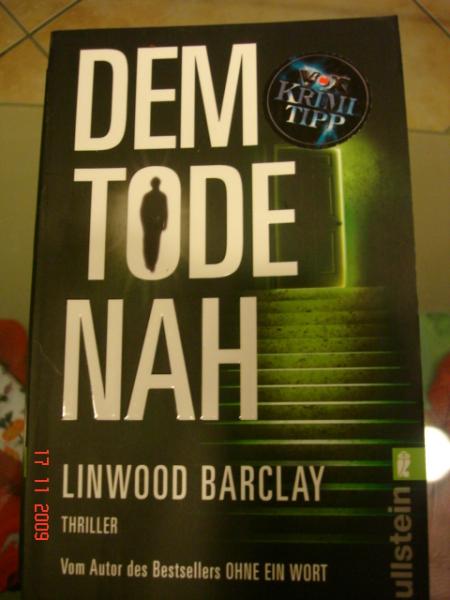 DEM
TODE
NAH
VOX
KRIMI
TIPP
LINWOOD BARCLAY
THRILLER
Vom Autor des Bestsellers OHNE EIN WORT
ullstein
17 11 2009